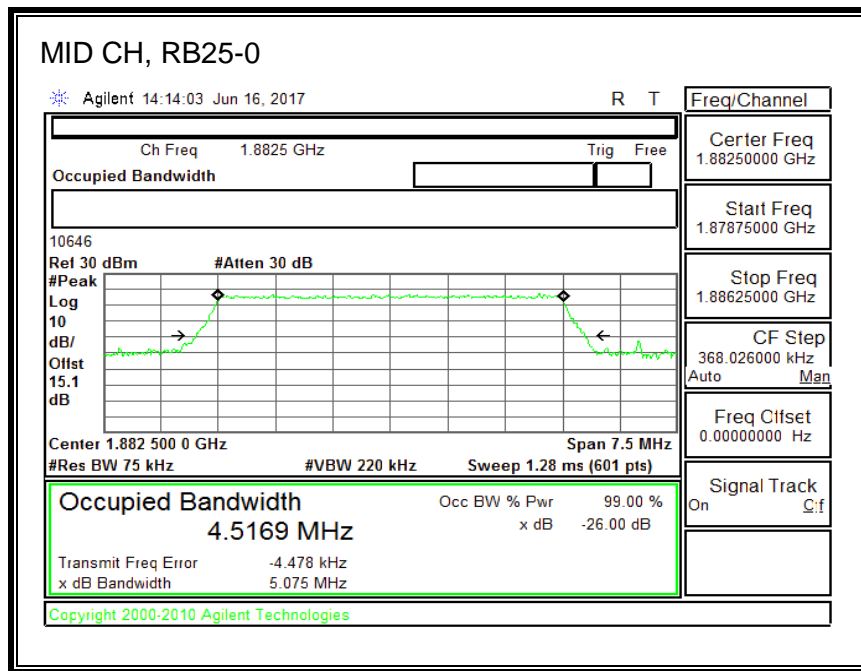 MID CH, RB25-0
Agilent 14:14:03 Jun 16, 2017 R T
Ch Freq 1.8825 GHz Trig Free
Occupied Bandwidth
10646
Ref 30 dBm #Atten 30 dB
#Peak
Log
10
dB/
Offst
15.1
dB
Center 1.882 500 0 GHz Span 7.5 MHz
#Res BW 75 kHz #VBW 220 kHz Sweep 1.28 ms (601 pts)
Occupied Bandwidth Occ BW % Pwr 99.00 %
4.5169 MHz x dB -26.00 dB
Transmit Freq Error -4.478 kHz
x dB Bandwidth 5.075 MHz
Copyright 2000-2010 Agilent Technologies
Freq/Channel
Center Freq
1.88250000 GHz
Start Freq
1.87875000 GHz
Stop Freq
1.88625000 GHz
CF Step
368.026000 kHz
Auto Man
Freq Offset
0.00000000 Hz
Signal Track
On Off